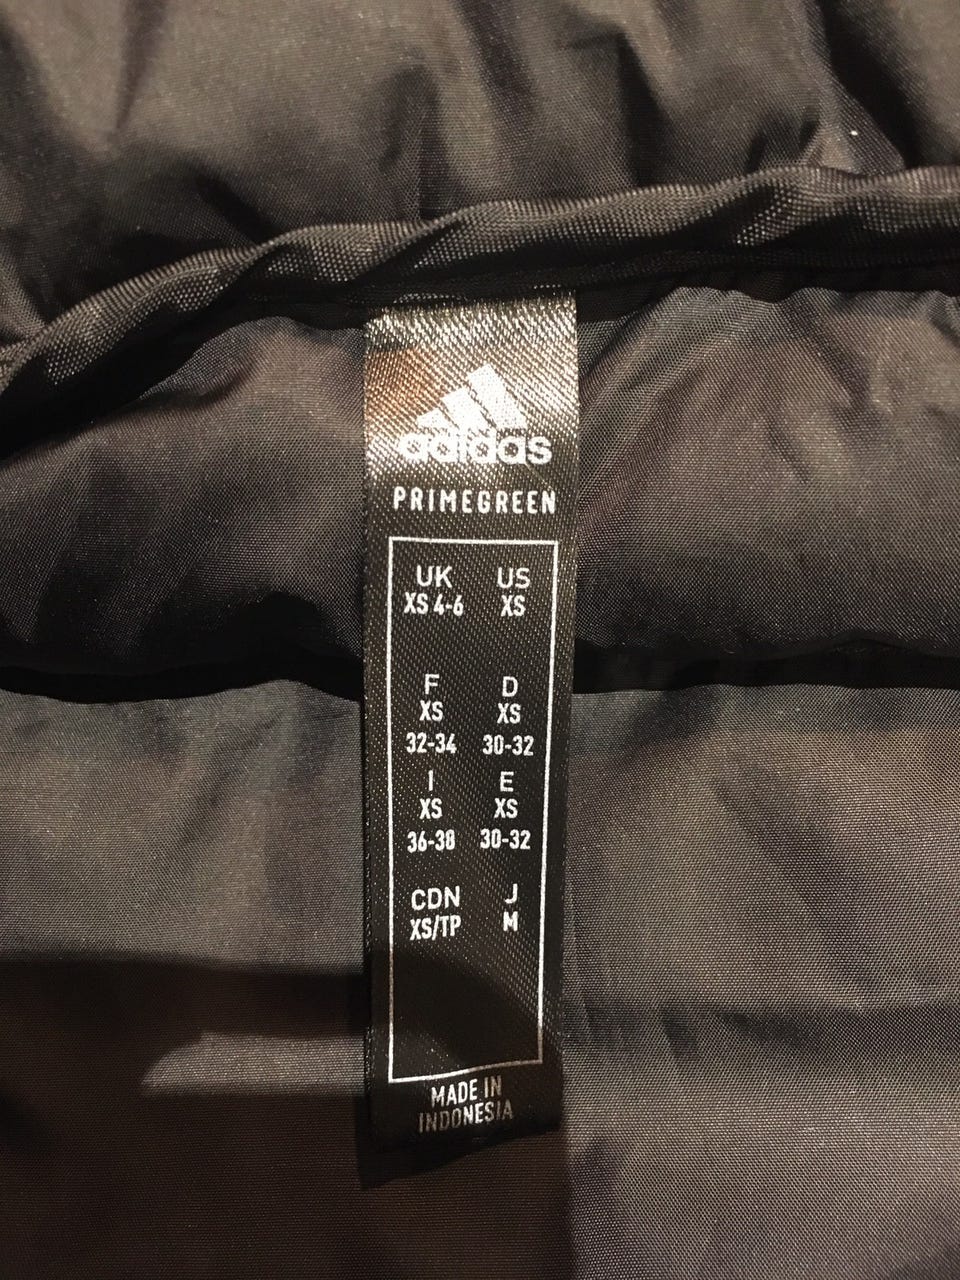 adidas
PRIMEGREEN
UK US
XS 4-6 XS
F D
XS XS
32-34 30-32
I E
XS XS
36-38 30-32
CDN J
XS/TP M
MADE IN
INDONESIA